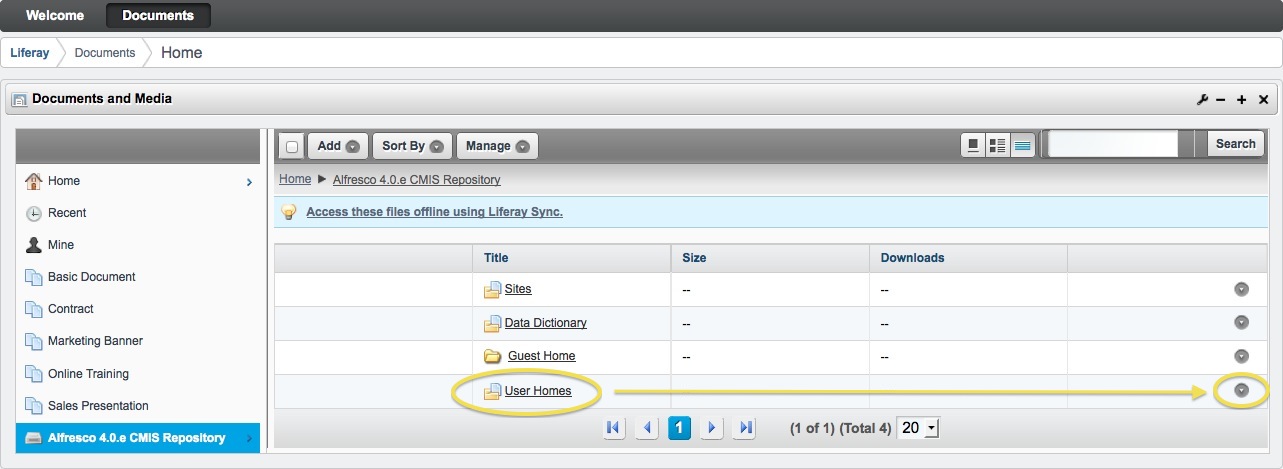 Welcome Documents
Liferay Documents Home
Documents and Media
Add Sort By Manage Search
Home Alfresco 4.0.e CMIS Repository
Access these files offline using Liferay Sync.
Home
Recent
Mine
Basic Document
Contract
Marketing Banner
Online Training
Sales Presentation
Alfresco 4.0.e CMIS Repository
Title Size Downloads
Sites -- --
Data Dictionary -- --
Guest Home -- --
User Homes
1 (1 of 1) (Total 4) 20